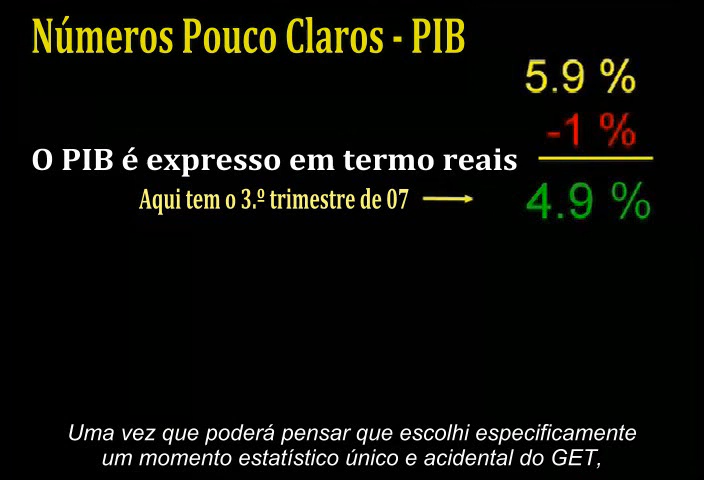 Números Pouco Claros - PIB
5.9 %
-1 %
O PIB é expresso em termo reais
Aqui tem o 3.º trimestre de 07
4.9 %
Uma vez que poderá pensar que escolhi especificamente
um momento estatístico único e acidental do GET,